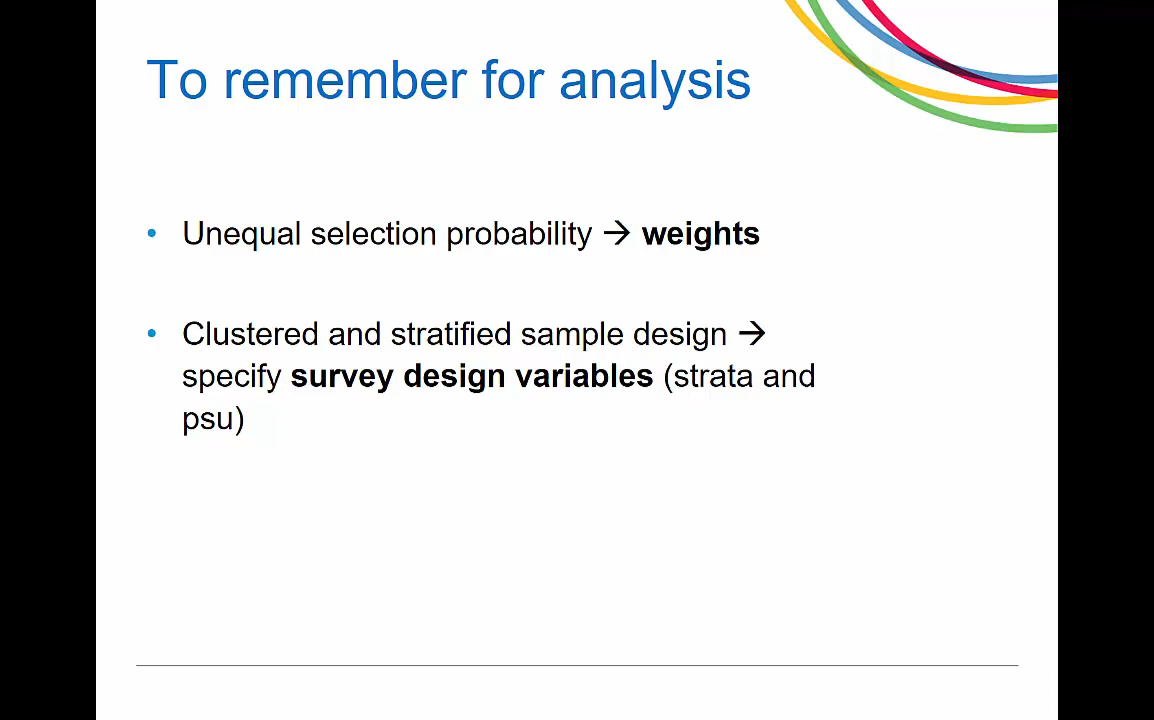 To remember for analysis
• Unequal selection probability → weights
• Clustered and stratified sample design →
specify survey design variables (strata and
psu)